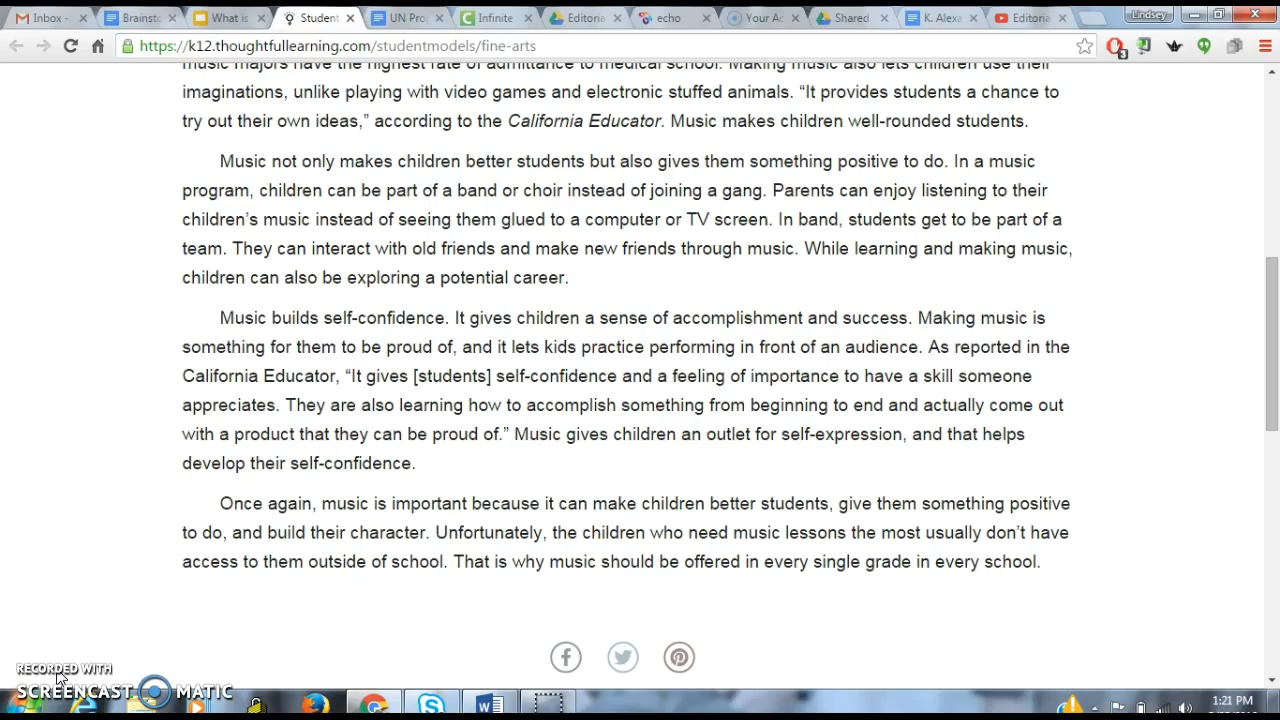 Inbox -
Brainsto
What is
Student
UN Pro
Infinite
Editoria
echo
Your Ac
Shared
K. Alexa
Editoria
Lindsey
https://k12.thoughtfullearning.com/studentmodels/fine-arts
3
music majors have the highest rate of admittance to medical school. Making music also lets children use their
imaginations, unlike playing with video games and electronic stuffed animals. “It provides students a chance to
try out their own ideas,” according to the California Educator. Music makes children well-rounded students.
Music not only makes children better students but also gives them something positive to do. In a music
program, children can be part of a band or choir instead of joining a gang. Parents can enjoy listening to their
children’s music instead of seeing them glued to a computer or TV screen. In band, students get to be part of a
team. They can interact with old friends and make new friends through music. While learning and making music,
children can also be exploring a potential career.
Music builds self-confidence. It gives children a sense of accomplishment and success. Making music is
something for them to be proud of, and it lets kids practice performing in front of an audience. As reported in the
California Educator, “It gives [students] self-confidence and a feeling of importance to have a skill someone
appreciates. They are also learning how to accomplish something from beginning to end and actually come out
with a product that they can be proud of.” Music gives children an outlet for self-expression, and that helps
develop their self-confidence.
Once again, music is important because it can make children better students, give them something positive
to do, and build their character. Unfortunately, the children who need music lessons the most usually don’t have
access to them outside of school. That is why music should be offered in every single grade in every school.
RECORDED WITH
SCREENCAST MATIC
1:21 PM